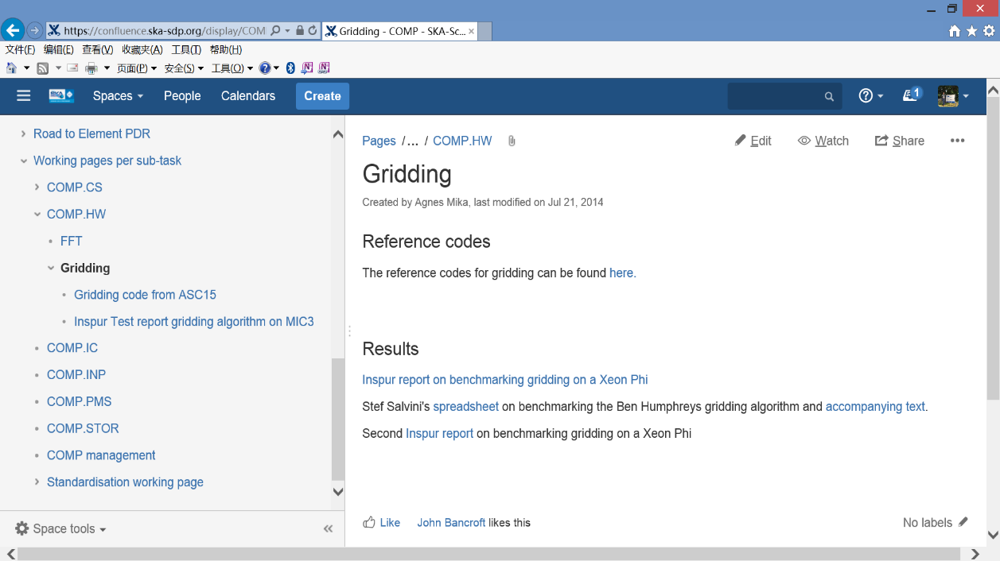 https://confluence.ska-sdp.org/display/COM
Gridding - COMP - SKA-Sc...
文件(F) 编辑(E) 查看(V) 收藏夹(A) 工具(T) 帮助(H)
页面(P) 安全(S) 工具(O)
SKA Spaces People Calendars Create 1
Road to Element PDR
Working pages per sub-task
COMP.CS
COMP.HW
FFT
Gridding
Gridding code from ASC15
Inspur Test report gridding algorithm on MIC3
COMP.IC
COMP.INP
COMP.PMS
COMP.STOR
COMP management
Standardisation working page
Space tools
Pages /... / COMP.HW
Edit Watch Share
Gridding
Created by Agnes Mika, last modified on Jul 21, 2014
Reference codes
The reference codes for gridding can be found here.
Results
Inspur report on benchmarking gridding on a Xeon Phi
Stef Salvini's spreadsheet on benchmarking the Ben Humphreys gridding algorithm and accompanying text.
Second Inspur report on benchmarking gridding on a Xeon Phi
Like John Bancroft likes this
No labels